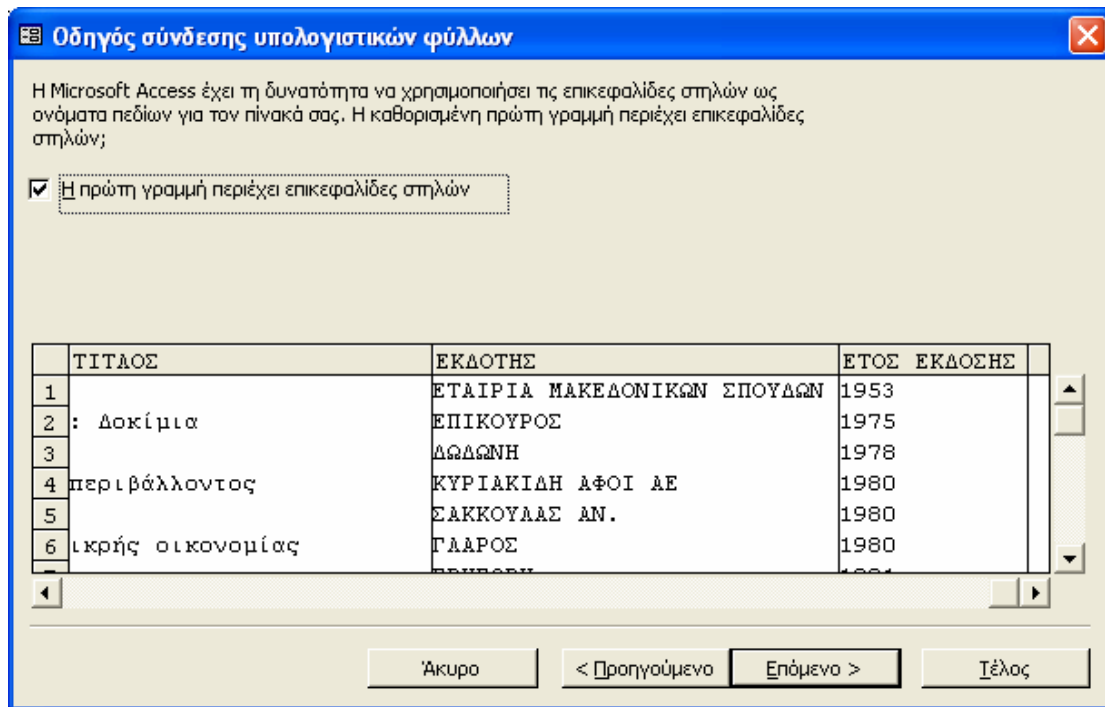 Οδηγός σύνδεσης υπολογιστικών φύλλων
Η Microsoft Access έχει τη δυνατότητα να χρησιμοποιήσει τις επικεφαλίδες στηλών ως
ονόματα πεδίων για τον πίνακά σας. Η καθορισμένη πρώτη γραμμή περιέχει επικεφαλίδες
στηλών;
Η πρώτη γραμμή περιέχει επικεφαλίδες στηλών
ΤΙΤΛΟΣ ΕΚΔΟΤΗΣ ΕΤΟΣ ΕΚΔΟΣΗΣ
1 ΕΤΑΙΡΙΑ ΜΑΚΕΔΟΝΙΚΩΝ ΣΠΟΥΔΩΝ 1953
2 : Δοκίμια ΕΠΙΚΟΥΡΟΣ 1975
3 ΔΩΔΩΝΗ 1978
4 περιβάλλοντος ΚΥΡΙΑΚΙΔΗ ΑΦΟΙ ΑΕ 1980
5 ΣΑΚΚΟΥΛΑΣ ΑΝ. 1980
6 ικρής οικονομίας ΓΛΑΡΟΣ 1980
Άκυρο < Προηγούμενο Επόμενο > Τέλος